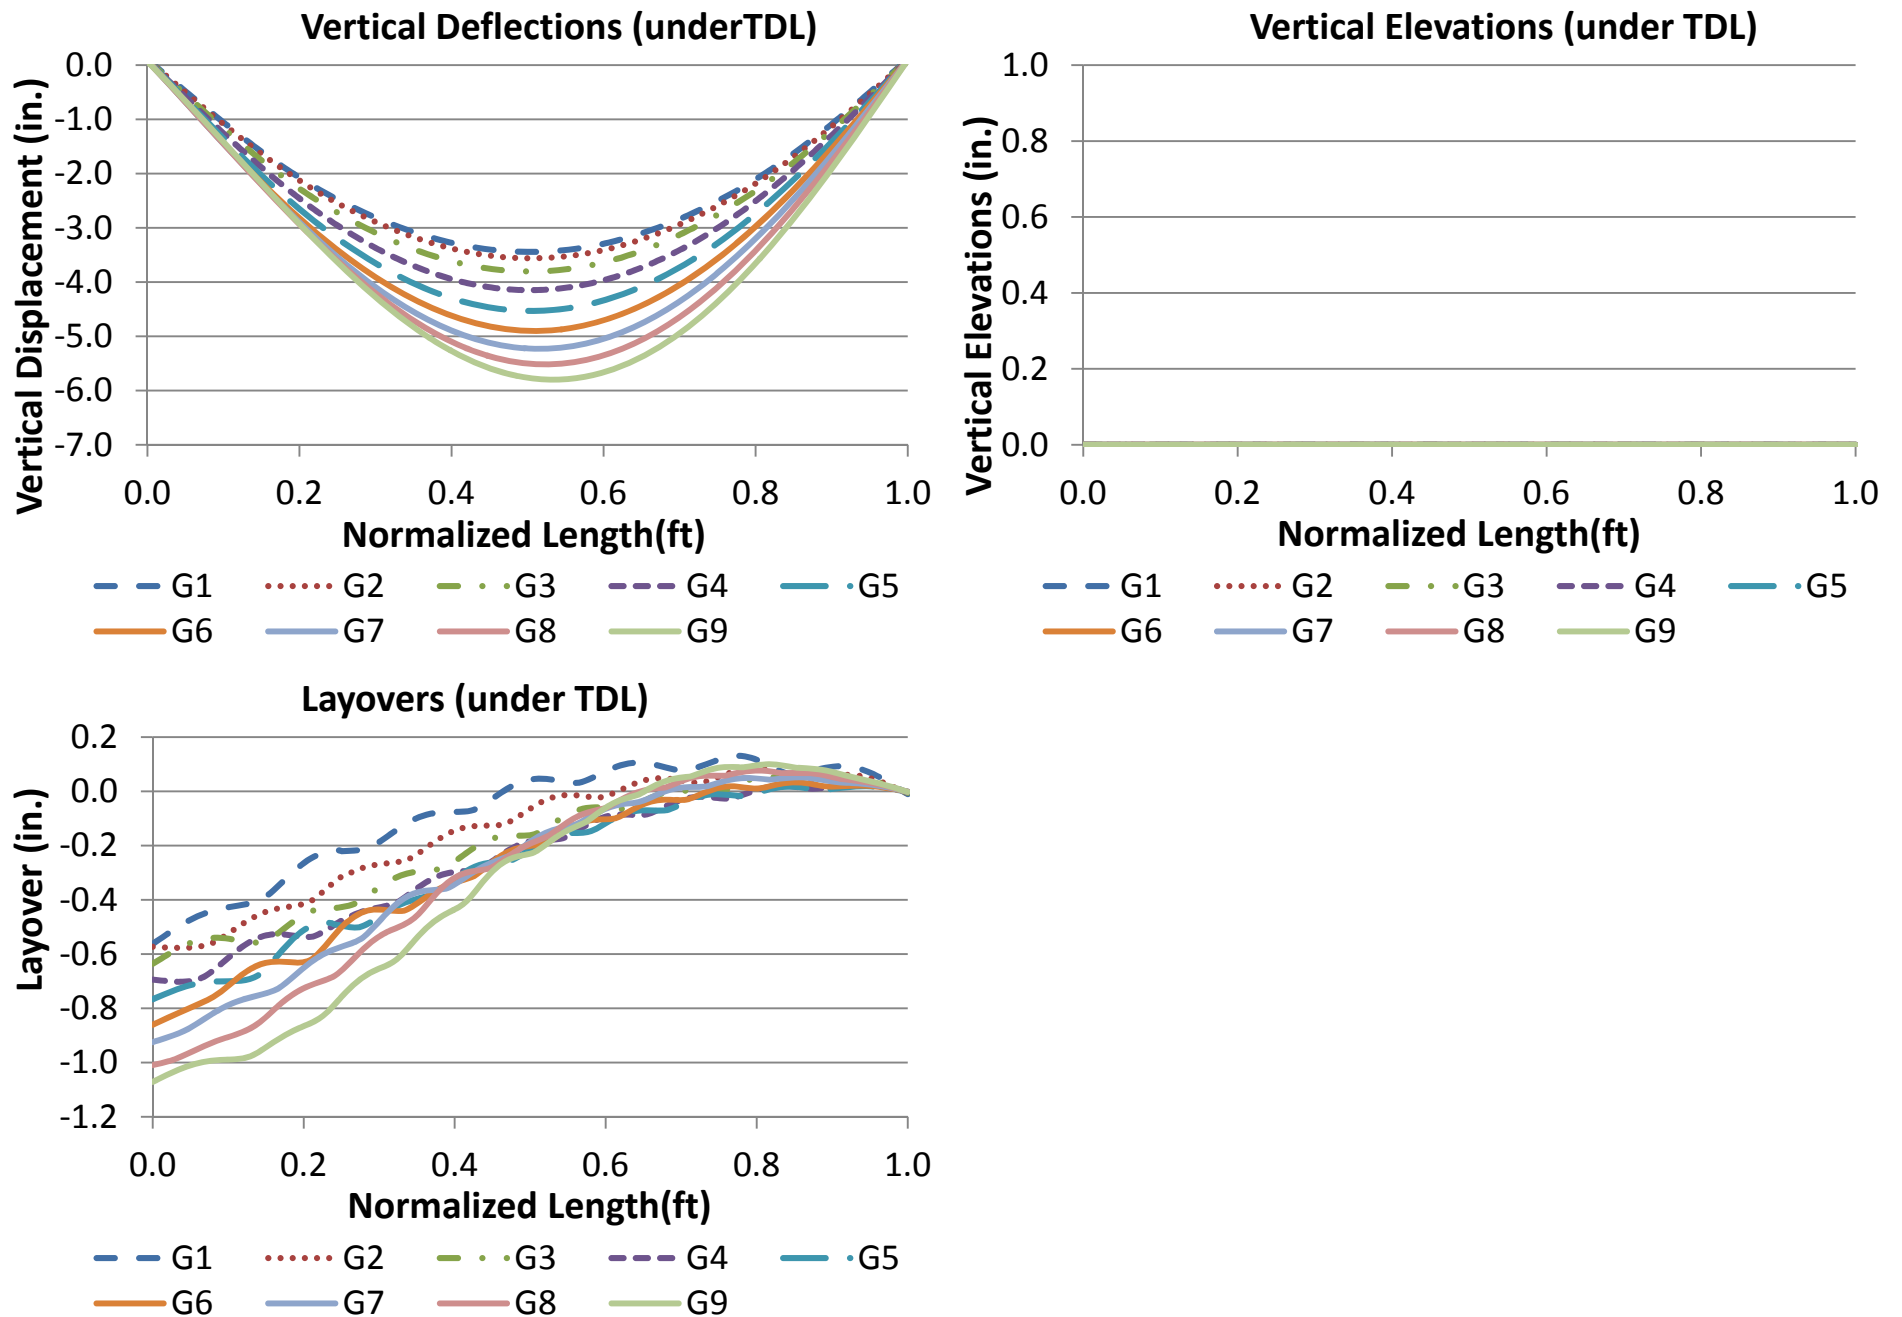 Vertical Deflections (underTDL)
0.0
-1.0
-2.0
-3.0
-4.0
-5.0
-6.0
-7.0
Vertical Displacement (in.)
0.0 0.2 0.4 0.6 0.8 1.0
Normalized Length(ft)
G1 G2 G3 G4 G5
G6 G7 G8 G9
Vertical Elevations (under TDL)
1.0
0.8
0.6
0.4
0.2
0.0
Vertical Elevations (in.)
0.0 0.2 0.4 0.6 0.8 1.0
Normalized Length(ft)
G1 G2 G3 G4 G5
G6 G7 G8 G9
Layovers (under TDL)
0.2
0.0
-0.2
-0.4
-0.6
-0.8
-1.0
-1.2
Layover (in.)
0.0 0.2 0.4 0.6 0.8 1.0
Normalized Length(ft)
G1 G2 G3 G4 G5
G6 G7 G8 G9